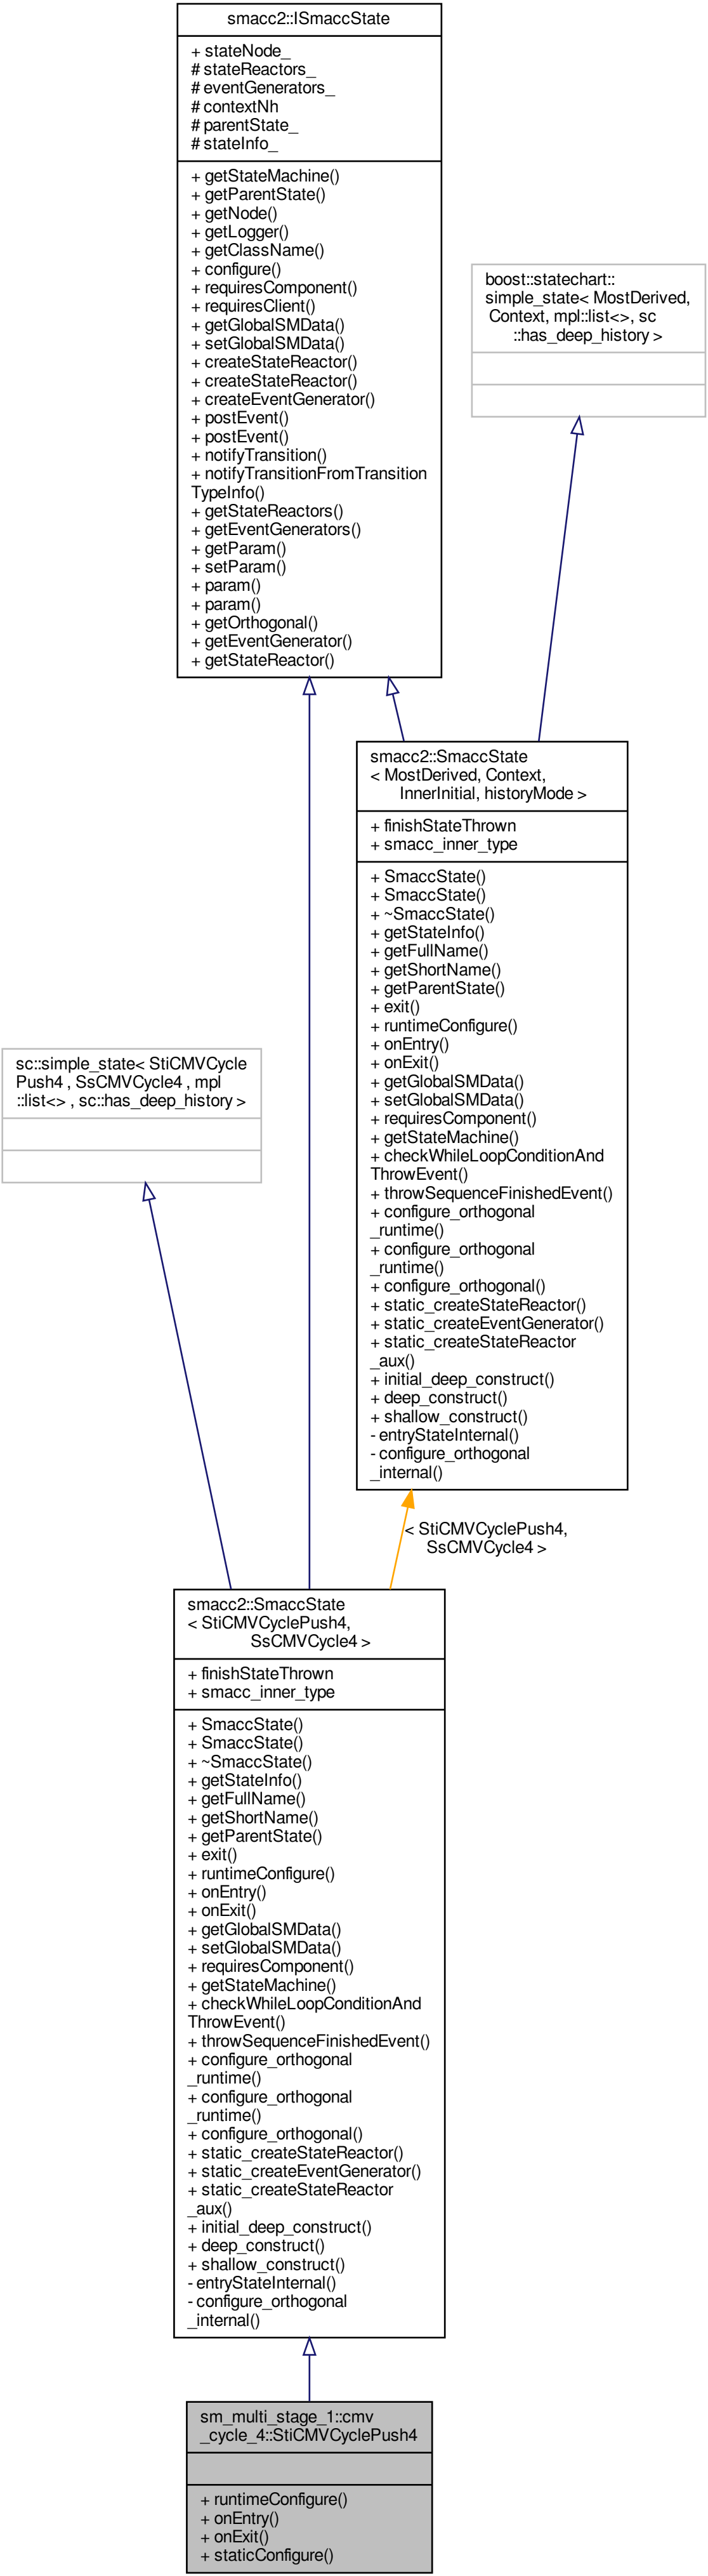 smacc2::ISmaccState
+ stateNode_
# stateReactors_
# eventGenerators_
# contextNh
# parentState_
# stateInfo_
+ getStateMachine()
+ getParentState()
+ getNode()
+ getLogger()
+ getClassName()
+ configure()
+ requiresComponent()
+ requiresClient()
+ getGlobalSMData()
+ setGlobalSMData()
+ createStateReactor()
+ createStateReactor()
+ createEventGenerator()
+ postEvent()
+ postEvent()
+ notifyTransition()
+ notifyTransitionFromTransition
TypeInfo()
+ getStateReactors()
+ getEventGenerators()
+ getParam()
+ setParam()
+ param()
+ param()
+ getOrthogonal()
+ getEventGenerator()
+ getStateReactor()
boost::statechart::
simple_state< MostDerived,
Context, mpl::list<>, sc
::has_deep_history >
smacc2::SmaccState
< MostDerived, Context,
InnerInitial, historyMode >
+ finishStateThrown
+ smacc_inner_type
+ SmaccState()
+ SmaccState()
+ ~SmaccState()
+ getStateInfo()
+ getFullName()
+ getShortName()
+ getParentState()
+ exit()
+ runtimeConfigure()
+ onEntry()
+ onExit()
+ getGlobalSMData()
+ setGlobalSMData()
+ requiresComponent()
+ getStateMachine()
+ checkWhileLoopConditionAnd
ThrowEvent()
+ throwSequenceFinishedEvent()
+ configure_orthogonal
_runtime()
+ configure_orthogonal
_runtime()
+ configure_orthogonal()
+ static_createStateReactor()
+ static_createEventGenerator()
+ static_createStateReactor
_aux()
+ initial_deep_construct()
+ deep_construct()
+ shallow_construct()
- entryStateInternal()
- configure_orthogonal
_internal()
sc::simple_state< StiCMVCycle
Push4 , SsCMVCycle4 , mpl
::list<> , sc::has_deep_history >
< StiCMVCyclePush4,
SsCMVCycle4 >
smacc2::SmaccState
< StiCMVCyclePush4,
SsCMVCycle4 >
+ finishStateThrown
+ smacc_inner_type
+ SmaccState()
+ SmaccState()
+ ~SmaccState()
+ getStateInfo()
+ getFullName()
+ getShortName()
+ getParentState()
+ exit()
+ runtimeConfigure()
+ onEntry()
+ onExit()
+ getGlobalSMData()
+ setGlobalSMData()
+ requiresComponent()
+ getStateMachine()
+ checkWhileLoopConditionAnd
ThrowEvent()
+ throwSequenceFinishedEvent()
+ configure_orthogonal
_runtime()
+ configure_orthogonal
_runtime()
+ configure_orthogonal()
+ static_createStateReactor()
+ static_createEventGenerator()
+ static_createStateReactor
_aux()
+ initial_deep_construct()
+ deep_construct()
+ shallow_construct()
- entryStateInternal()
- configure_orthogonal
_internal()
sm_multi_stage_1::cmv
_cycle_4::StiCMVCyclePush4
+ runtimeConfigure()
+ onEntry()
+ onExit()
+ staticConfigure()